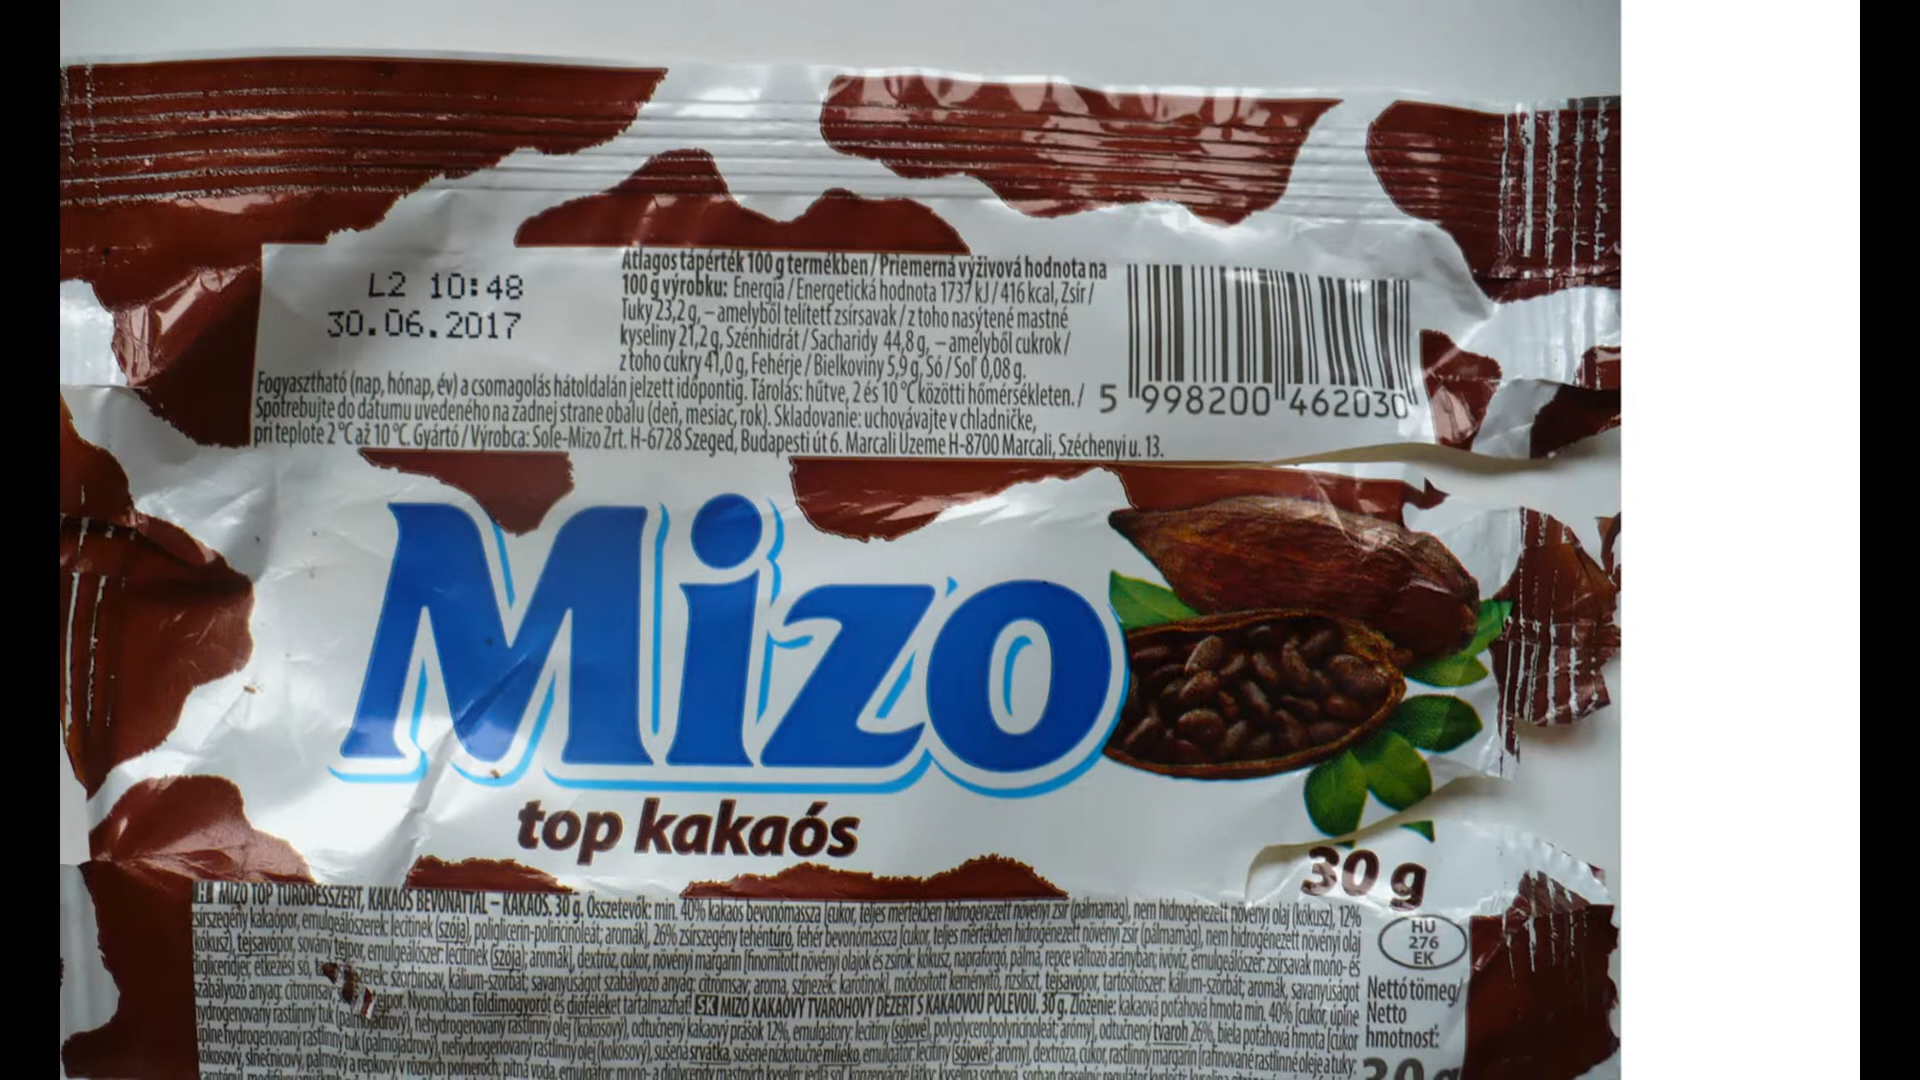 L2 10:48
30.06.2017
Átlagos tápérték 100 g termékben / Priemerná výživová hodnota na
100 g výrobku: Energia / Energetická hodnota 1737 kJ / 416 kcal, Zsír /
Tuky 23,2 g, – amelyből telített zsírsavak / z toho nasýtené mastné
kyseliny 21,2 g, Szénhidrát / Sacharidy 44,8 g, – amelyből cukrok /
z toho cukry 41,0 g, Fehérje / Bielkoviny 5,9 g, Só / Soľ 0,08 g.
Fogyasztható (nap, hónap, év) a csomagolás hátoldalán jelzett időpontig. Tárolás: hűtve, 2 és 10 °C közötti hőmérsékleten. /
Spotrebujte do dátumu uvedeného na zadnej strane obalu (deň, mesiac, rok). Skladovanie: uchovávajte v chladničke,
pri teplote 2 °C až 10 °C. Gyártó / Výrobca: Sole-Mizo Zrt. H-6728 Szeged, Budapesti út 6. Marcali Üzeme H-8700 Marcali, Széchenyi u. 13.
5 998200 462030
Mizo
top kakaós
30 g
H MIZO TOP TÚRÓDESSZERT, KAKAÓS BEVONATTAL – KAKAÓS. 30 g. Összetevők: min. 40% kakaós bevonómassza [cukor, teljes mértékben hidrogénezett növényi zsír (pálmamag), nem hidrogénezett növényi olaj (kókusz), 12%
zsírszegény kakaópor, emulgeálószerek: lecitinek (szója), poliglicerin-poliricinoleát; aromák], 26% zsírszegény tehéntúró, fehér bevonómassza [cukor, teljes mértékben hidrogénezett növényi zsír (pálmamag), nem hidrogénezett növényi olaj
(kókusz), tejsavópor, sovány tejpor, emulgeálószer: lecitinek (szója); aromák], dextróz, cukor, növényi margarin [finomított növényi olajok és zsírok: kókusz, napraforgó, pálma, repce változó arányban; ivóvíz, emulgeálószer: zsírsavak mono- és
digliceridjei, étkezési só, szerek: szorbinsav, kálium-szorbát; savanyúságot szabályozó anyag: citromsav; aroma, színezék: karotinok], módosított keményítő, rizsliszt, tejsavópor, tartósítószer: kálium-szorbát; aromák, savanyúságot
szabályozó anyag: citromsav, tejpor. Nyomokban földimogyorót és dióféléket tartalmazhat! SK MIZO KAKAOVÝ TVAROHOVÝ DEZERT S KAKAOVOU POLEVOU. 30 g. Zloženie: kakaová poťahová hmota min. 40% [cukor, úplne
hydrogenovaný rastlinný tuk (palmojadrový), nehydrogenovaný rastlinný olej (kokosový), odtučnený kakaový prášok 12%, emulgátory: lecitíny (sójové), polyglycerolpolyricinoleát; arómy], odtučnený tvaroh 26%, biela poťahová hmota [cukor
úplne hydrogenovaný rastlinný tuk (palmojadrový), nehydrogenovaný rastlinný olej (kokosový), sušená srvátka, sušené nízkotučné mlieko, emulgátor: lecitíny (sójové); arómy], dextróza, cukor, rastlinný margarín [rafinované rastlinné oleje a tuky:
kokosový, slnečnicový, palmový a repkový v rôznych pomeroch; pitná voda, emulgátor: mono- a diglyceridy mastných kyselín; jedlá soľ, konzervačné látky: kyselina sorbová,
HU
276
EK
Nettó tömeg/
Netto
hmotnosť:
30 g